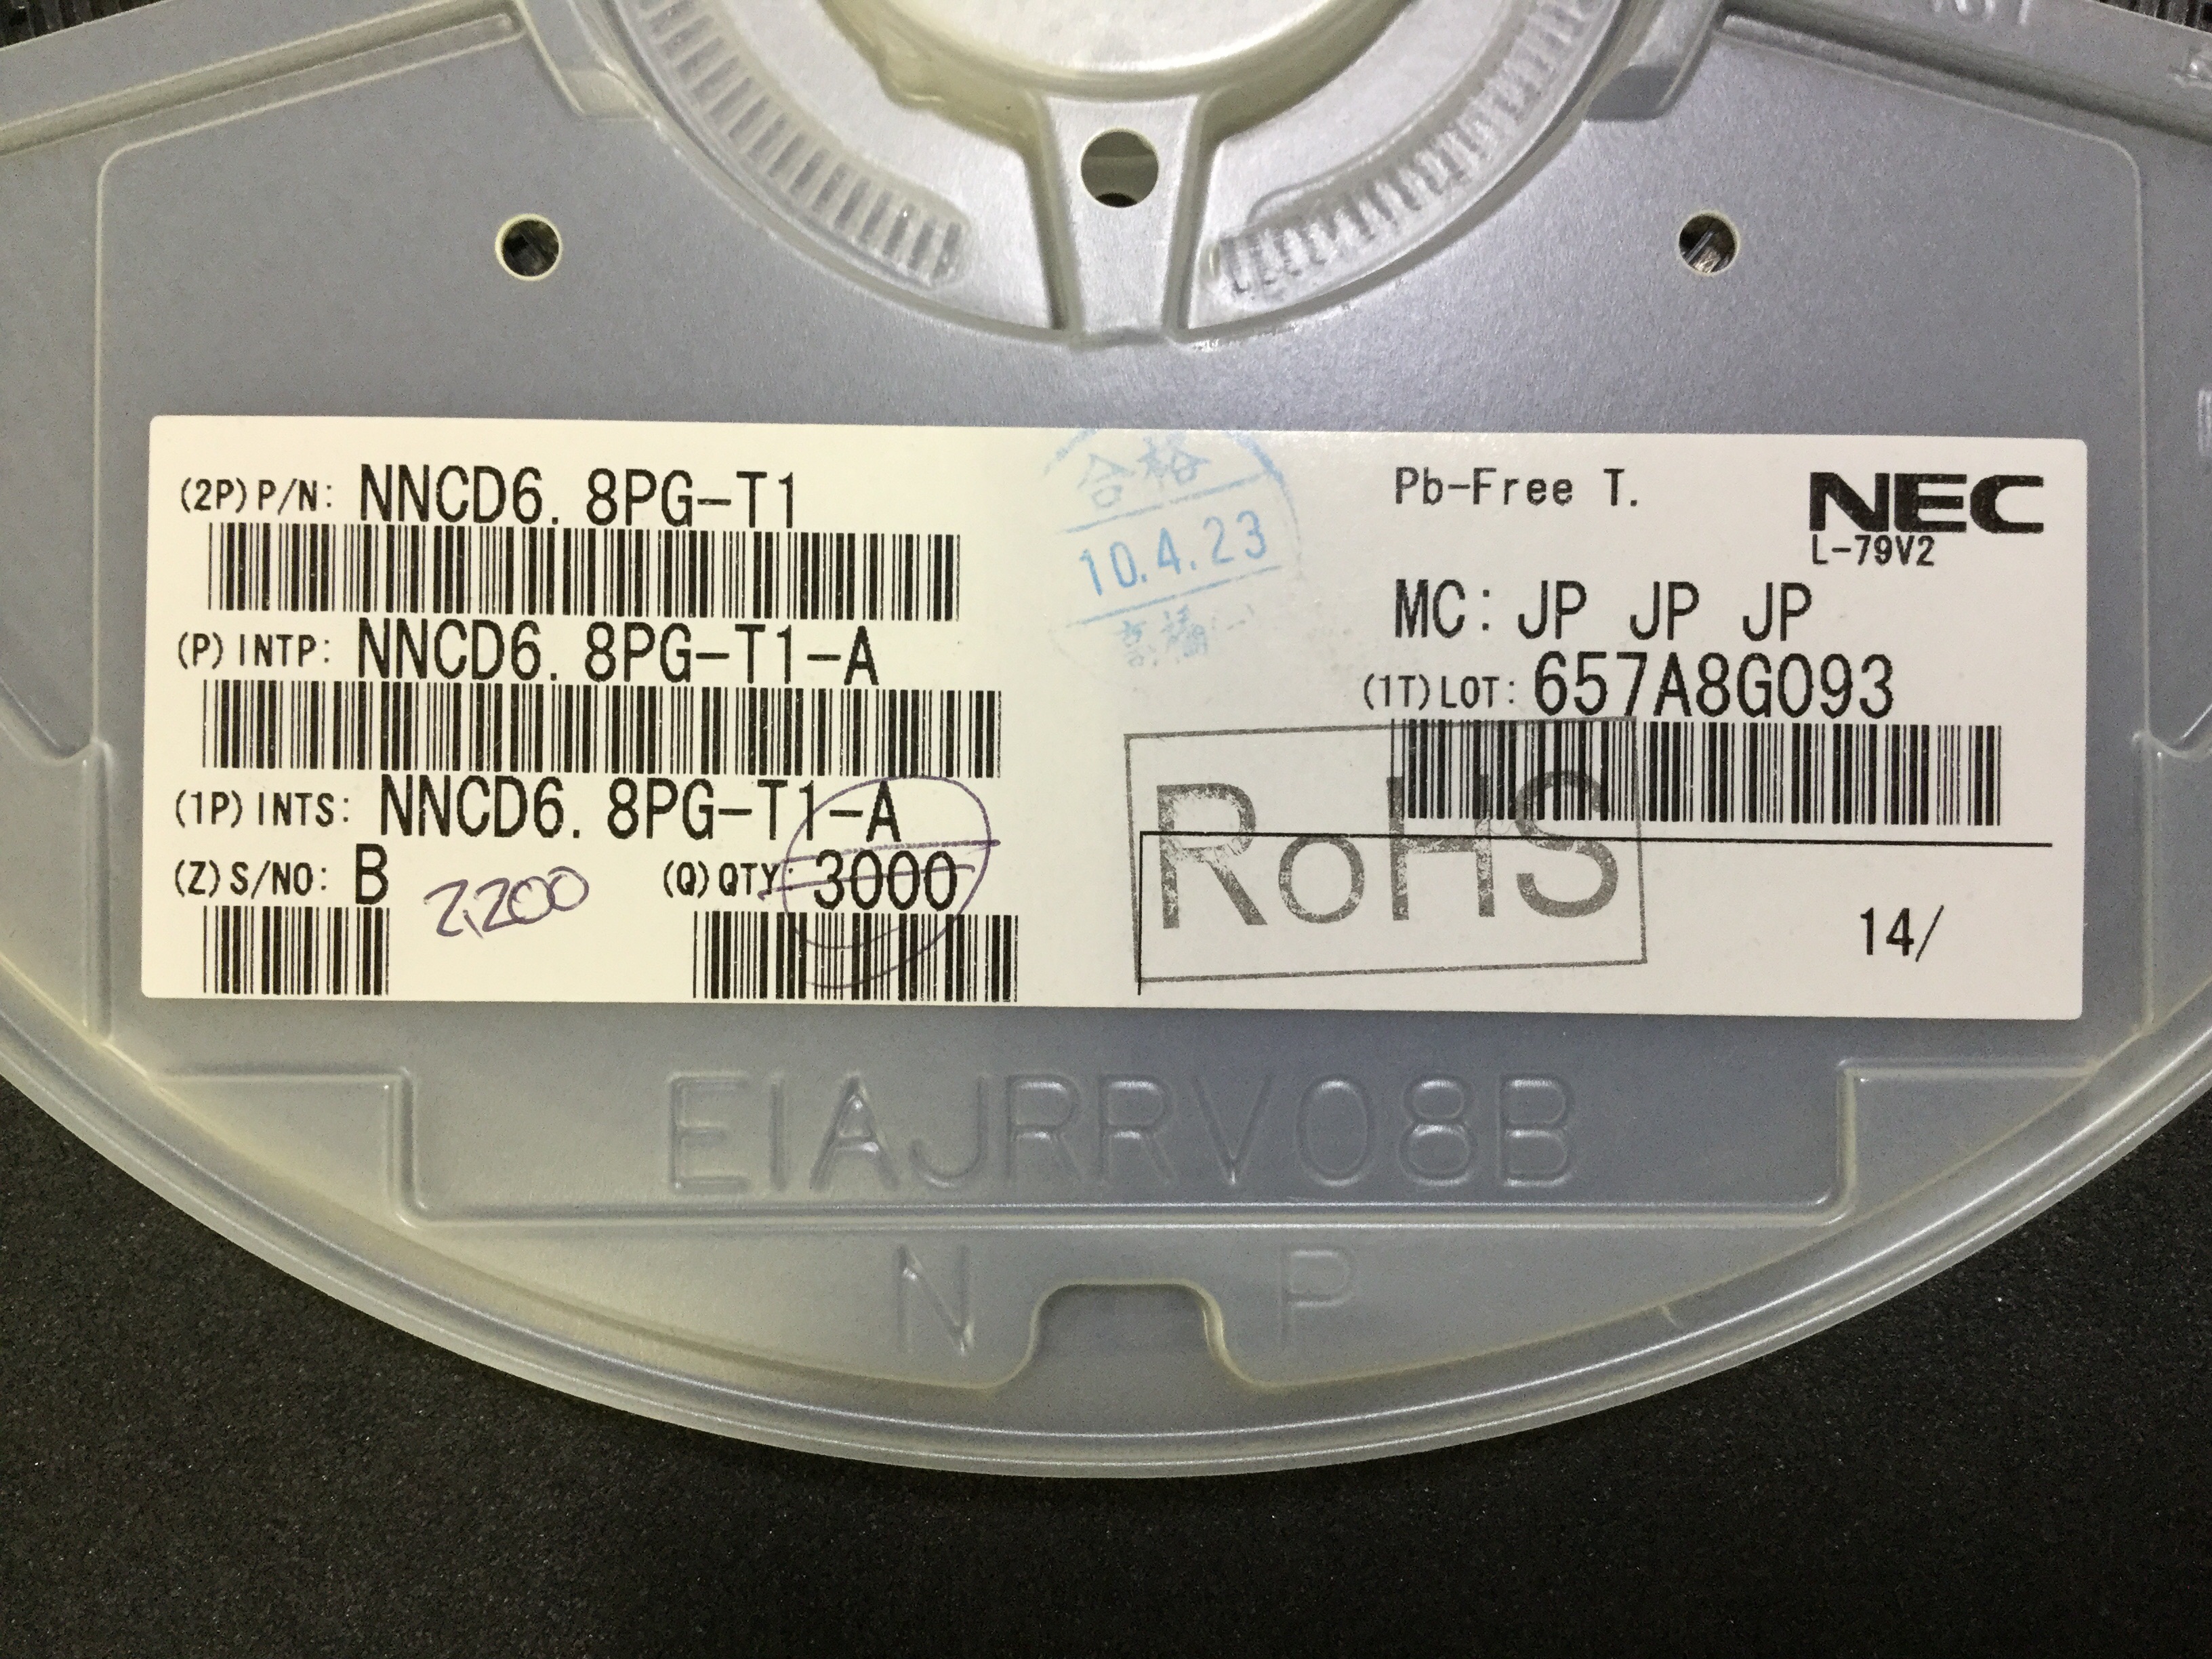 (2P) P/N: NNCD6. 8PG-T1
(P) INTP: NNCD6. 8PG-T1-A
(1P) INTS: NNCD6. 8PG-T1-A
(Z) S/NO: B
2,200
(Q) QTY: 3000
合格
10.4.23
Pb-Free T.
NEC
L-79V2
MC: JP JP JP
(1T) LOT: 657A8G093
RoHS
14/
EIAJRRV08B
N P